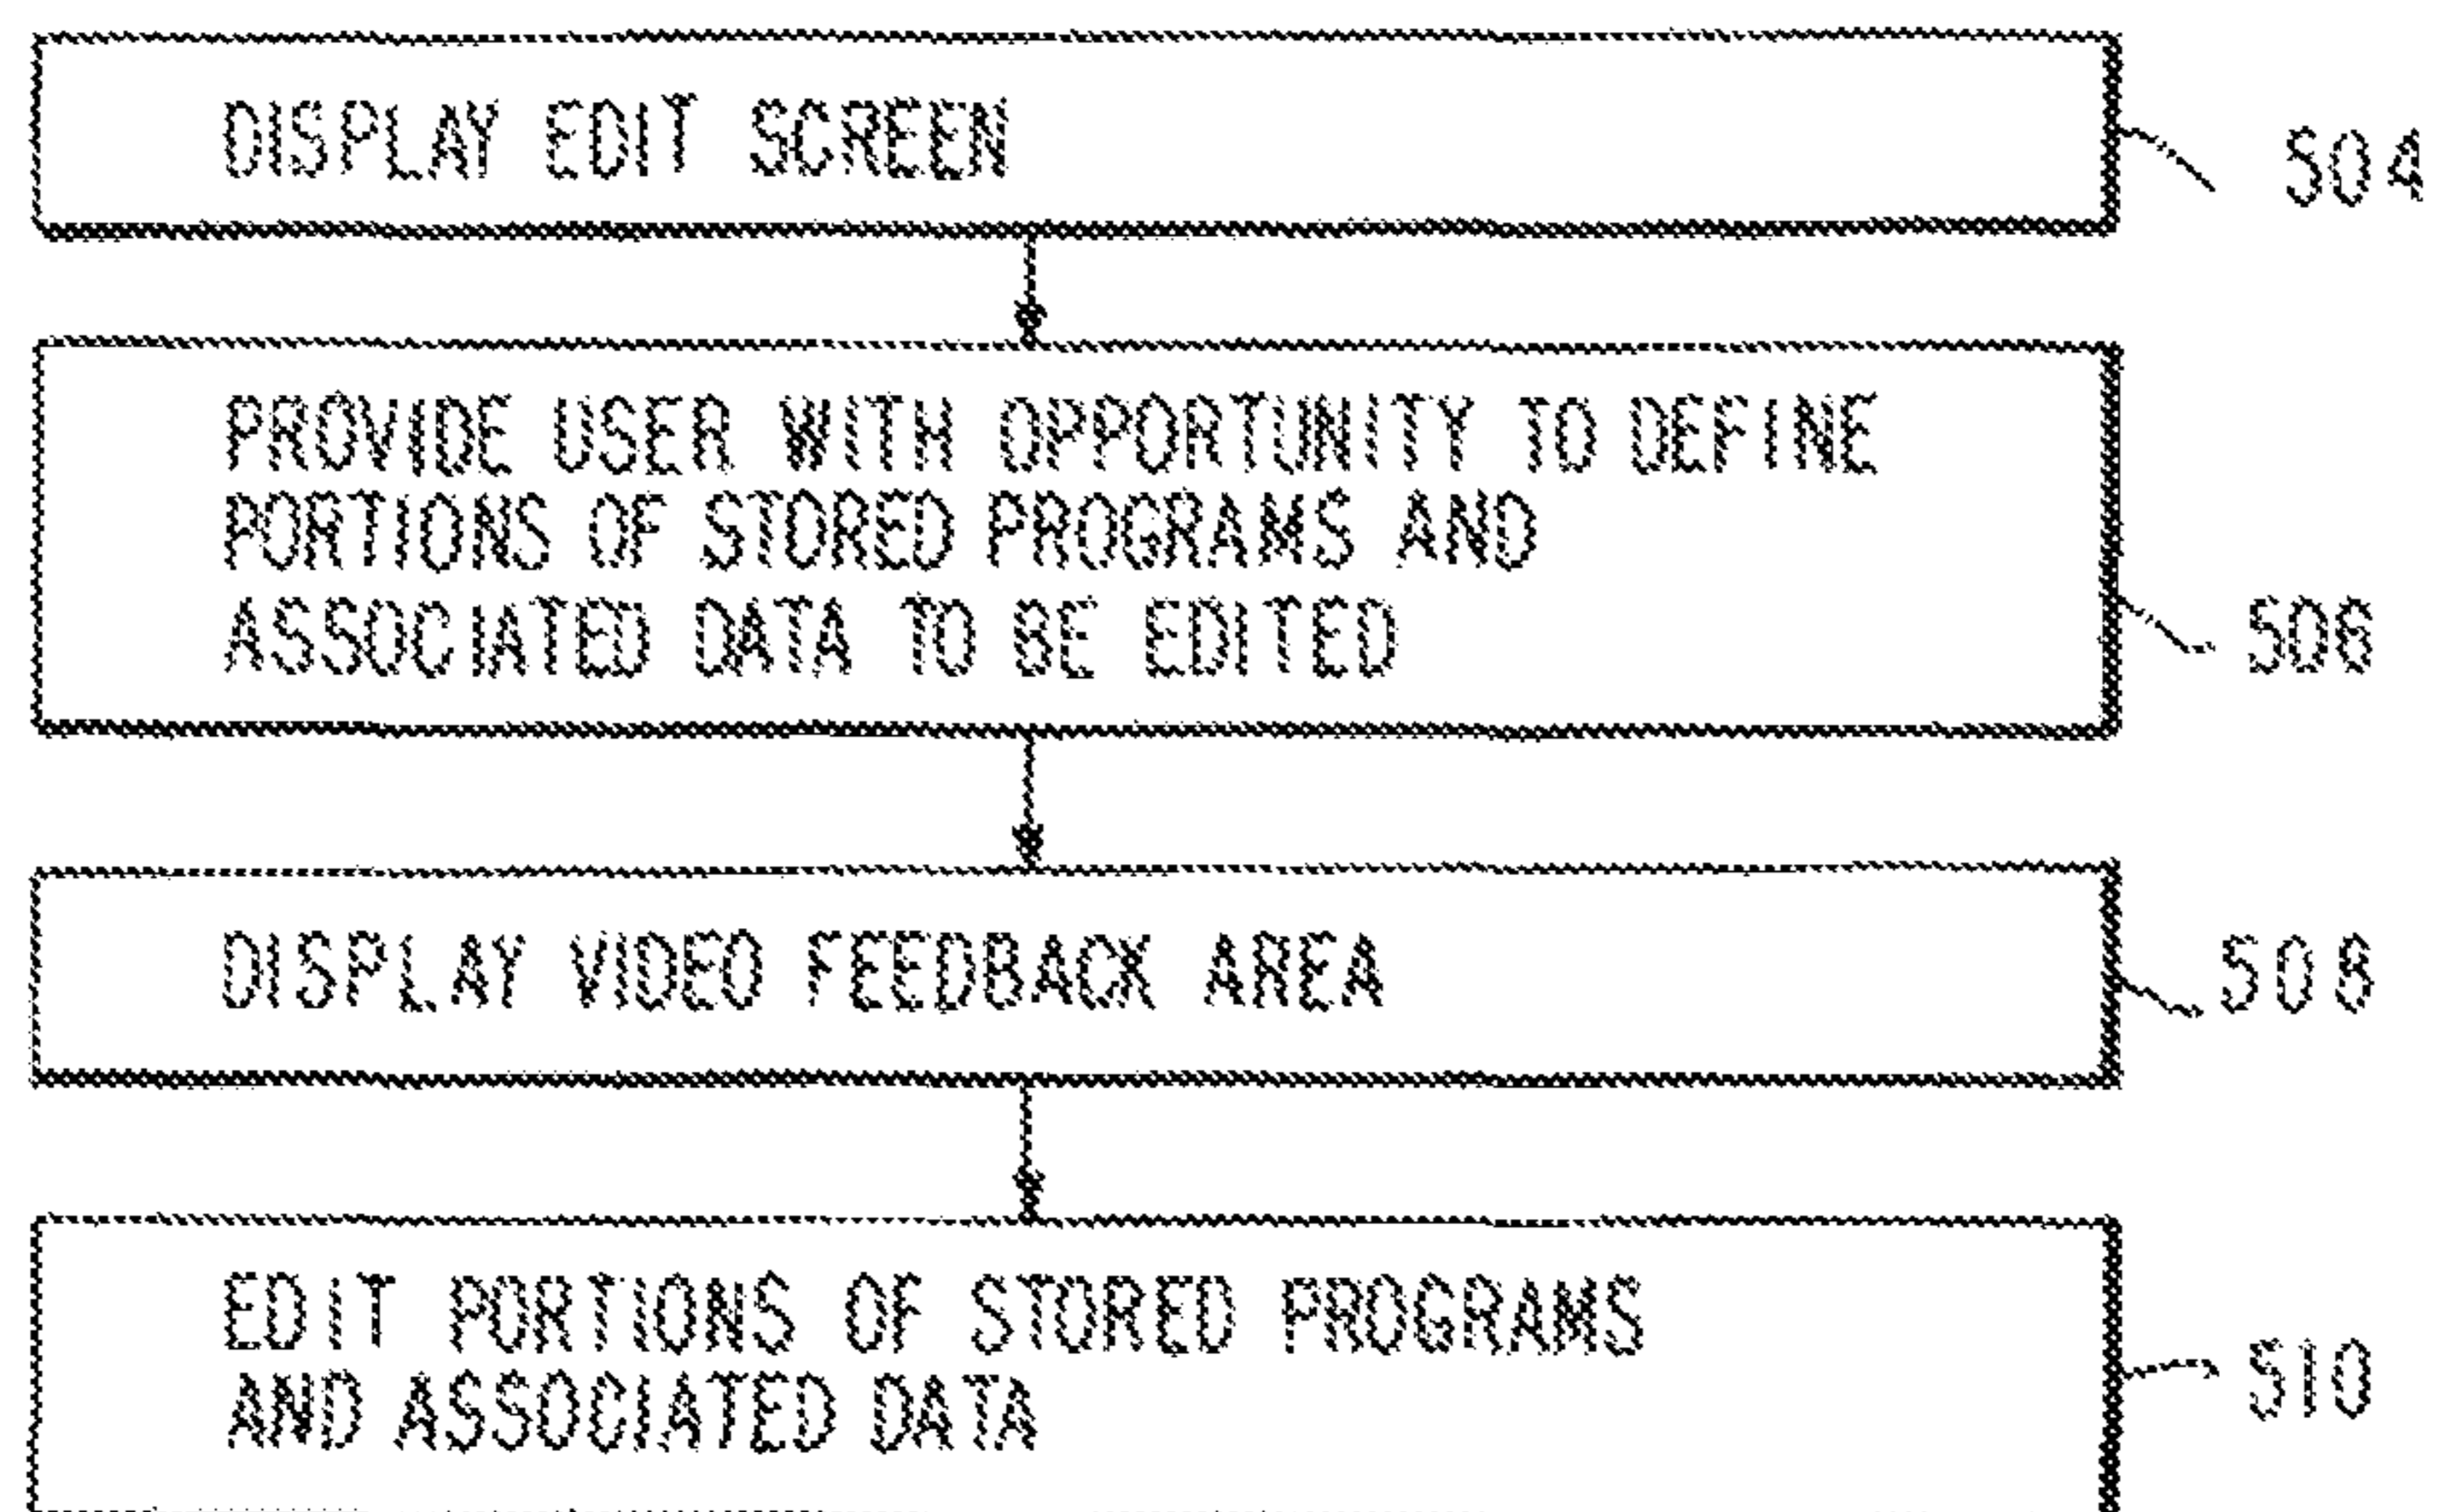 DISPLAY EDIT SCREEN
504
PROVIDE USER WITH OPPORTUNITY TO DEFINE
PORTIONS OF STORED PROGRAMS AND
ASSOCIATED DATA TO BE EDITED
506
DISPLAY VIDEO FEEDBACK AREA
508
EDIT PORTIONS OF STORED PROGRAMS
AND ASSOCIATED DATA
510